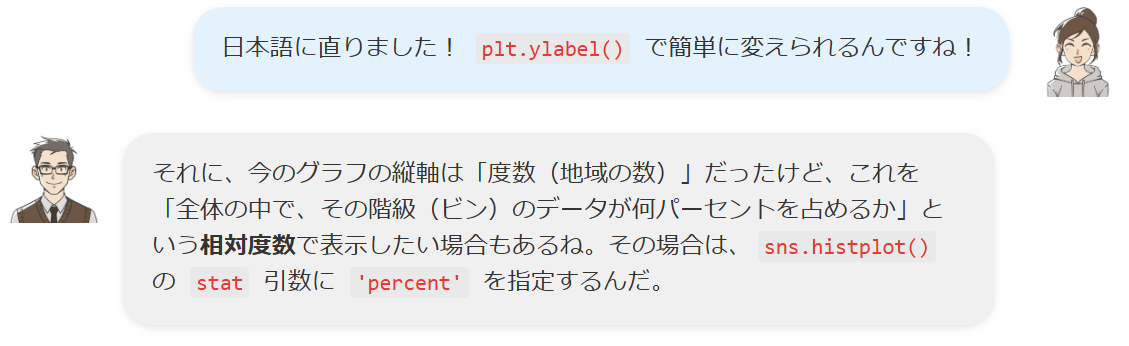 日本語に直りました！ plt.ylabel() で簡単に変えられるんですね！
それに、今のグラフの縦軸は「度数（地域の数）」だったけど、これを
「全体の中で、その階級（ビン）のデータが何パーセントを占めるか」と
いう相対度数で表示したい場合もあるね。その場合は、 sns.histplot()
の stat 引数に 'percent' を指定するんだ。